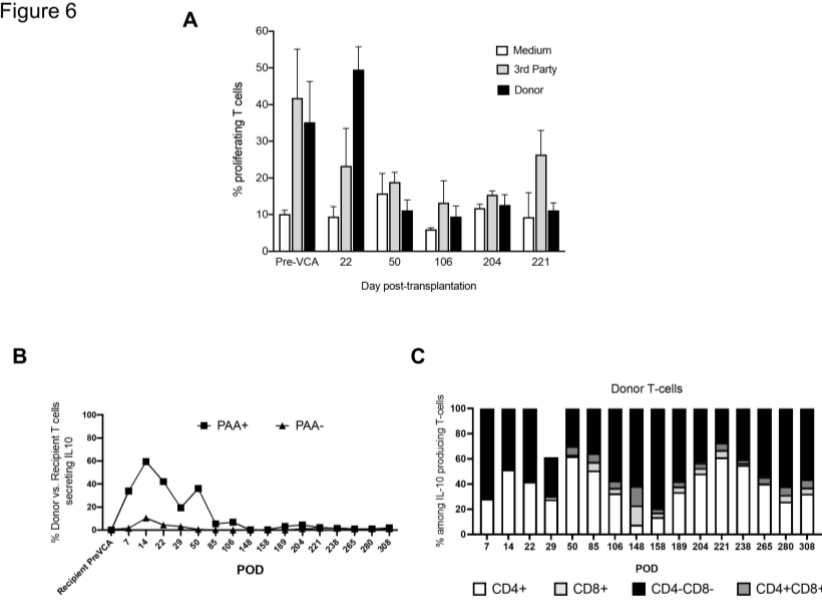 Figure 6
A
60
50
40
30
20
10
0
% proliferating T cells
Medium
3rd Party
Donor
Pre-VCA 22 50 106 204 221
Day post-transplantation
B
100
80
60
40
20
0
% Donor vs. Recipient T cells
secreting IL10
PAA+ PAA-
Recipient PreVCA 7 14 22 29 50 85 106 148 158 189 204 221 238 265 280 308
POD
C
Donor T-cells
100
80
60
40
20
0
% among IL-10 producing T-cells
7 14 22 29 50 85 106 148 158 189 204 221 238 265 280 308
POD
CD4+ CD8+ CD4-CD8- CD4+CD8+